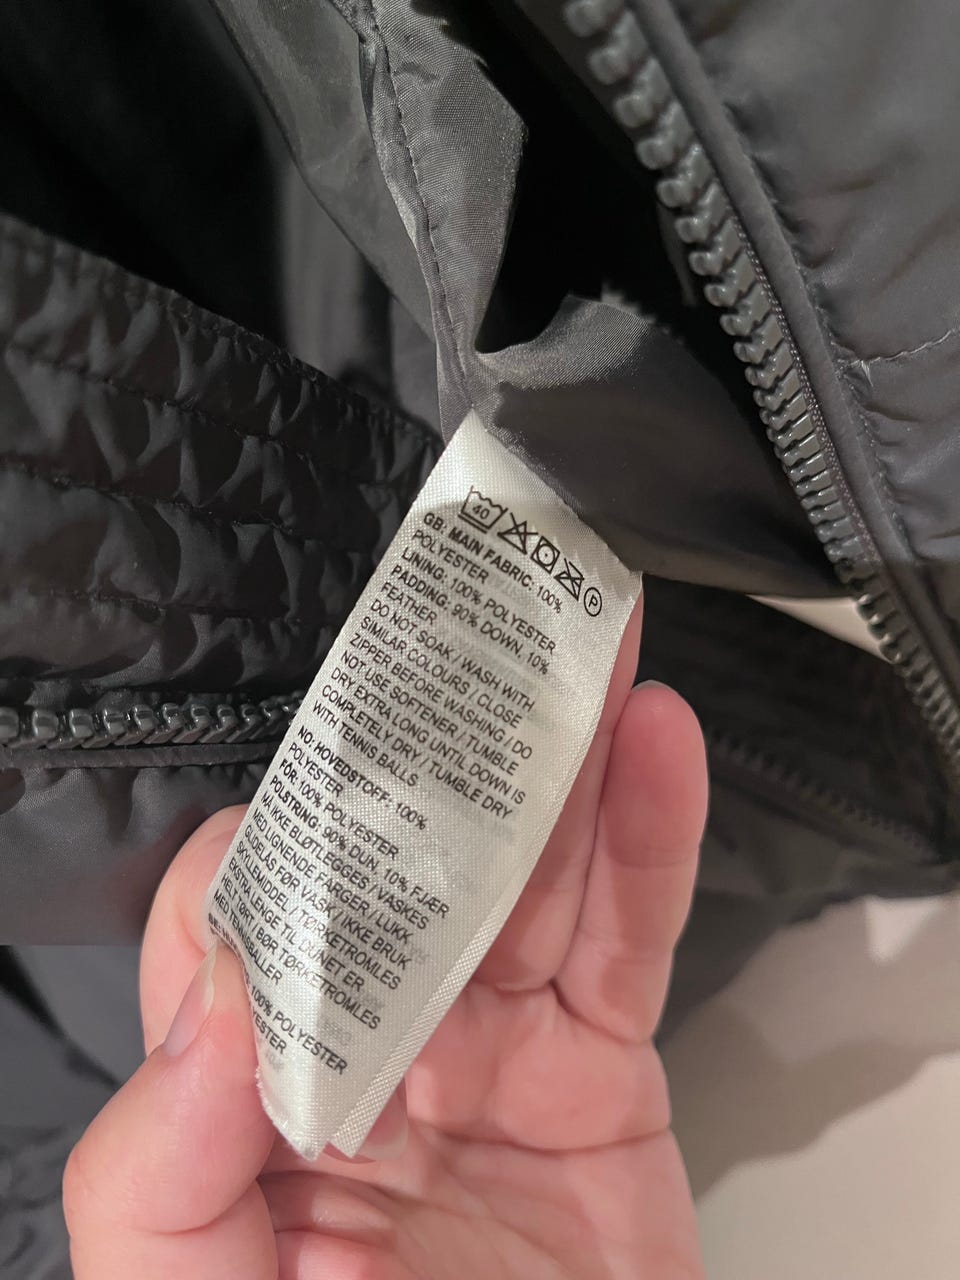 40 P
GB: MAIN FABRIC: 100%
POLYESTER
LINING: 100% POLYESTER
PADDING: 90% DOWN, 10%
FEATHER
DO NOT SOAK / WASH WITH
SIMILAR COLOURS / CLOSE
ZIPPER BEFORE WASHING / DO
NOT USE SOFTENER / TUMBLE
DRY EXTRA LONG UNTIL DOWN IS
COMPLETELY DRY / TUMBLE DRY
WITH TENNIS BALLS
NO: HOVEDSTOFF: 100%
POLYESTER
FÔR: 100% POLYESTER
POLSTRING: 90% DUN, 10% FJÆR
MÅ IKKE BLØTLEGGES / VASKES
MED LIGNENDE FARGER / LUKK
GLIDELÅS FØR VASK / IKKE BRUK
SKYLLEMIDDEL / TØRKETROMLES
EKSTRA LENGE TIL DUNET ER
HELT TØRT / BØR TØRKETROMLES
MED TENNISBALLER
100% POLYESTER